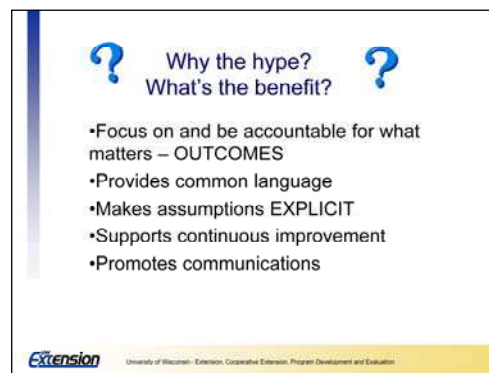 ? Why the hype? ?
What's the benefit?
•Focus on and be accountable for what
matters – OUTCOMES
•Provides common language
•Makes assumptions EXPLICIT
•Supports continuous improvement
•Promotes communications
Extension University of Wisconsin - Extension, Cooperative Extension, Program Development and Evaluation